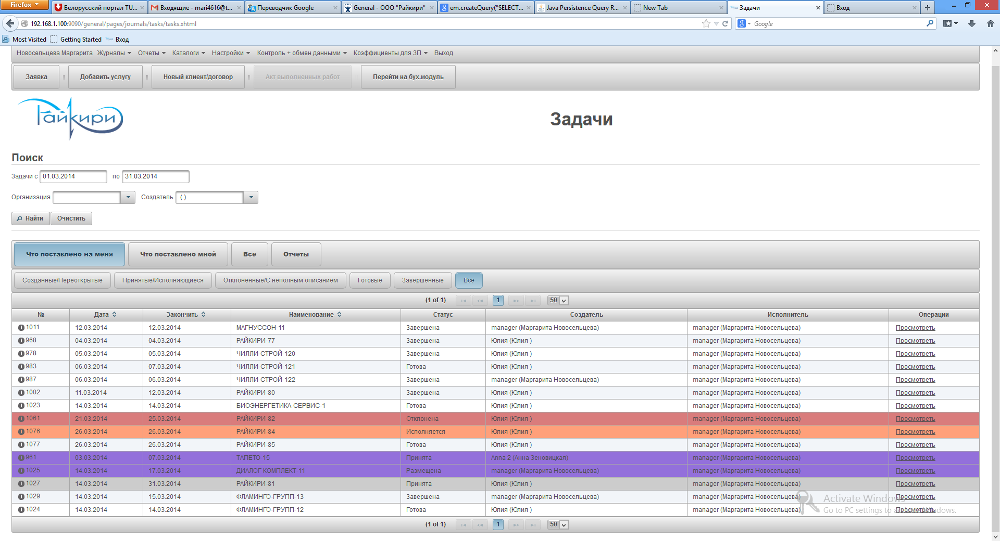 Firefox
Белорусский портал TU...
Входящие - mari4616@t...
Переводчик Google
General - ООО "Райкири"
em.createQuery("SELECT...
Java Persistence Query R...
New Tab
Задачи
Вход
192.168.1.100:9090/general/pages/journals/tasks/tasks.xhtml
Google
Most Visited Getting Started Вход
Новосельцева Маргарита Журналы Отчеты Каталоги Настройки Контроль + обмен данными Коэффициенты для ЗП Выход
Заявка Добавить услугу Новый клиент/договор Акт выполненных работ Перейти на бух.модуль
Райкири
Задачи
Поиск
Задачи с 01.03.2014 по 31.03.2014
Организация Создатель ( )
Найти Очистить
Что поставлено на меня Что поставлено мной Все Отчеты
Созданные/Переоткрытые Принятые/Исполняющиеся Отклоненные/С неполным описанием Готовые Завершенные Все
(1 of 1) 1 50
№ Дата Закончить Наименование Статус Создатель Исполнитель Операции
1011 12.03.2014 12.03.2014 МАГНУССОН-11 Завершена manager (Маргарита Новосельцева) manager (Маргарита Новосельцева) Просмотреть
968 04.03.2014 04.03.2014 РАЙКИРИ-77 Завершена Юлия (Юлия ) manager (Маргарита Новосельцева) Просмотреть
978 05.03.2014 05.03.2014 ЧИЛЛИ-СТРОЙ-120 Завершена Юлия (Юлия ) manager (Маргарита Новосельцева) Просмотреть
983 06.03.2014 07.03.2014 ЧИЛЛИ-СТРОЙ-121 Готова Юлия (Юлия ) manager (Маргарита Новосельцева) Просмотреть
987 06.03.2014 06.03.2014 ЧИЛЛИ-СТРОЙ-122 Завершена manager (Маргарита Новосельцева) manager (Маргарита Новосельцева) Просмотреть
1002 11.03.2014 12.03.2014 РАЙКИРИ-80 Завершена Юлия (Юлия ) manager (Маргарита Новосельцева) Просмотреть
1023 14.03.2014 14.03.2014 БИОЭНЕРГЕТИКА-СЕРВИС-1 Готова Юлия (Юлия ) manager (Маргарита Новосельцева) Просмотреть
1061 21.03.2014 25.03.2014 РАЙКИРИ-82 Отклонена Юлия (Юлия ) manager (Маргарита Новосельцева) Просмотреть
1076 26.03.2014 26.03.2014 РАЙКИРИ-84 Исполняется Юлия (Юлия ) manager (Маргарита Новосельцева) Просмотреть
1077 26.03.2014 26.03.2014 РАЙКИРИ-85 Готова Юлия (Юлия ) manager (Маргарита Новосельцева) Просмотреть
961 03.03.2014 07.03.2014 ТАПЕТО-15 Принята Anna 2 (Анна Зеновицкая) manager (Маргарита Новосельцева) Просмотреть
1025 14.03.2014 17.03.2014 ДИАЛОГ КОМПЛЕКТ-11 Размещена manager (Маргарита Новосельцева) manager (Маргарита Новосельцева) Просмотреть
1027 14.03.2014 31.03.2014 РАЙКИРИ-81 Принята Юлия (Юлия ) manager (Маргарита Новосельцева) Просмотреть
1029 14.03.2014 15.03.2014 ФЛАМИНГО-ГРУПП-13 Завершена manager (Маргарита Новосельцева) manager (Маргарита Новосельцева) Просмотреть
1024 14.03.2014 14.03.2014 ФЛАМИНГО-ГРУПП-12 Готова Юлия (Юлия ) manager (Маргарита Новосельцева) Просмотреть
Activate Windows
Go to PC settings to activate Windows.
(1 of 1) 1 50